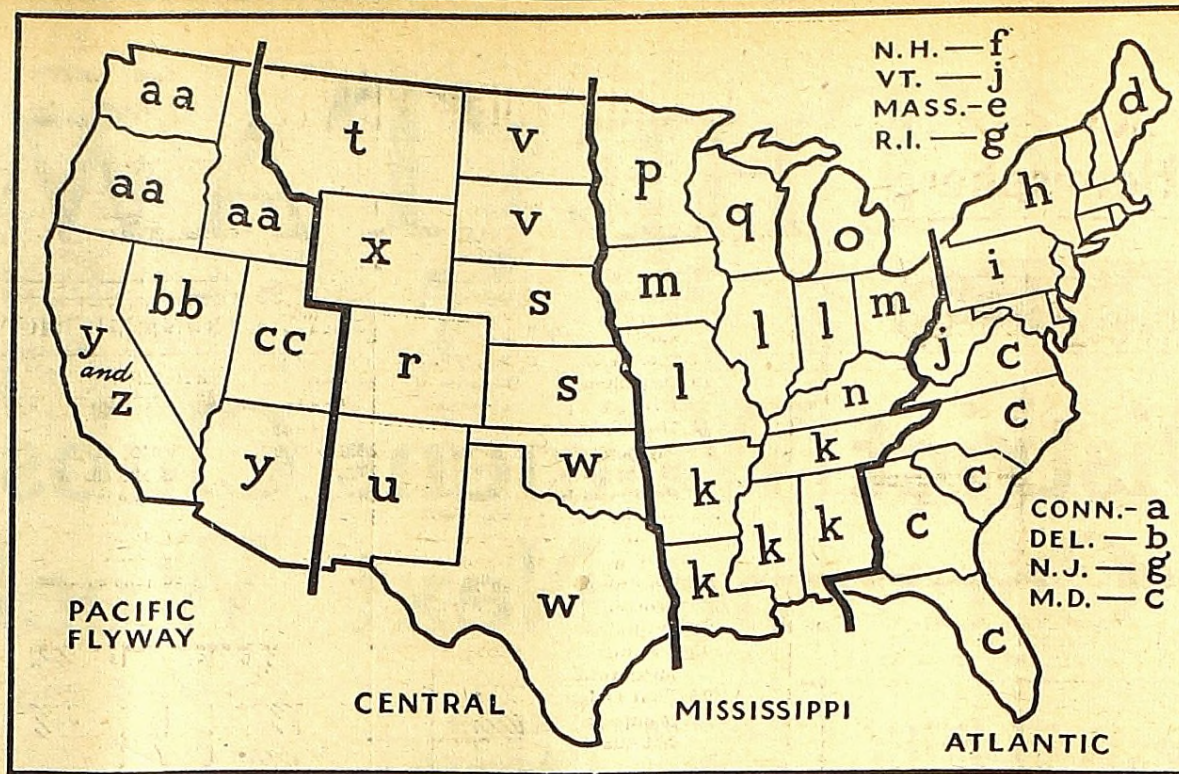 N.H. — f
VT. — j
MASS.- e
R.I. — g
d
aa
t
v
p
h
aa
aa
x
v
q
o
i
bb
cc
s
m
l
l
m
j
c
y
and
z
r
s
l
n
c
k
y
u
w
k
k
k
c
c
k
w
c
CONN.- a
DEL. — b
N.J. — g
M.D. — c
PACIFIC
FLYWAY
CENTRAL
MISSISSIPPI
ATLANTIC